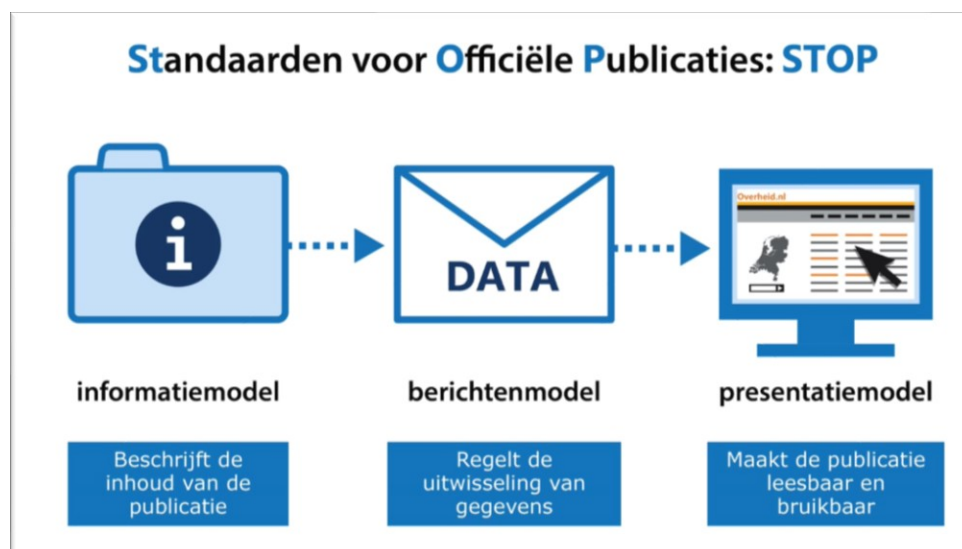 Standaarden voor Officiële Publicaties: STOP
Overheid.nl
DATA
informatiemodel
berichtenmodel
presentatiemodel
Beschrijft de
inhoud van de
publicatie
Regelt de
uitwisseling van
gegevens
Maakt de publicatie
leesbaar en
bruikbaar